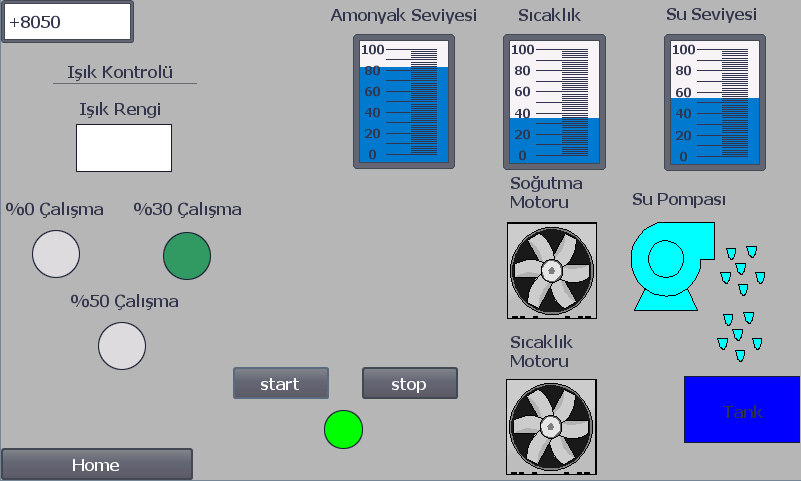 +8050
Amonyak Seviyesi
Sıcaklık
Su Seviyesi
100
80
60
40
20
0
100
80
60
40
20
0
100
80
60
40
20
0
Işık Kontrolü
Işık Rengi
Soğutma
Motoru
Su Pompası
%0 Çalışma
%30 Çalışma
%50 Çalışma
Sıcaklık
Motoru
start
stop
Tank
Home